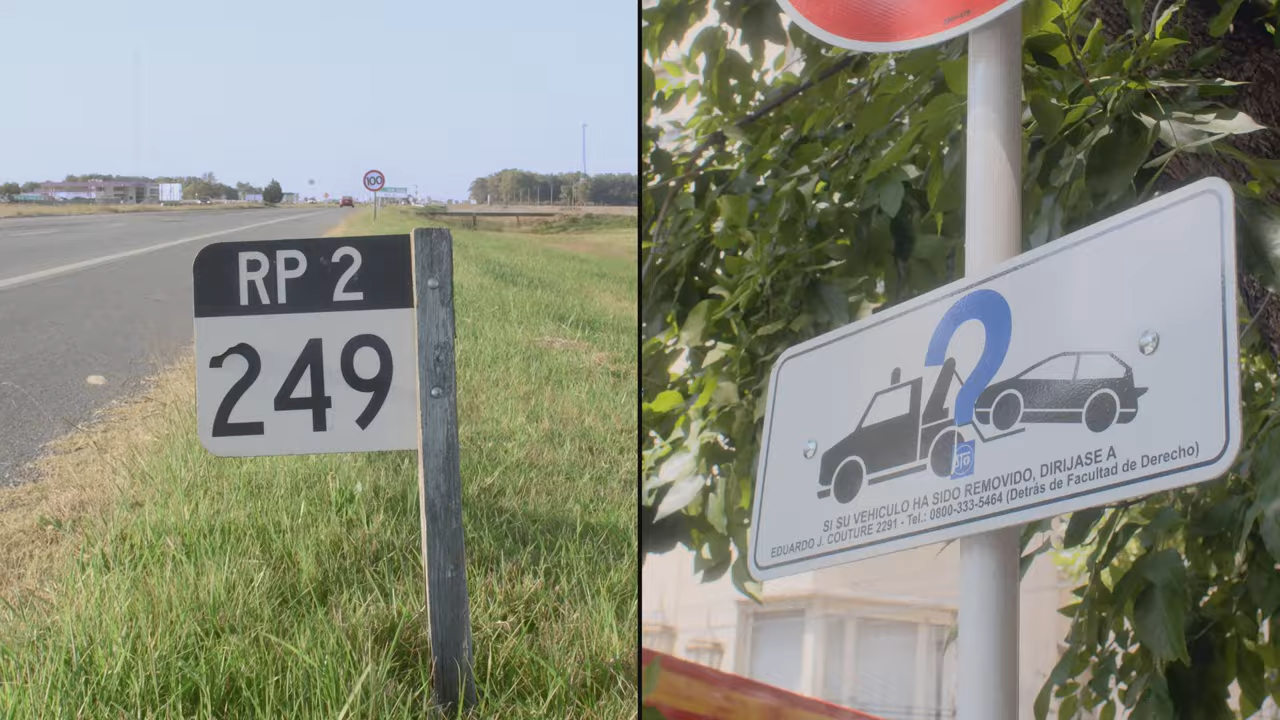 RP 2
249
100
?
STO
SI SU VEHICULO HA SIDO REMOVIDO, DIRIJASE A
EDUARDO J. COUTURE 2291 - Tel.: 0800-333-5464 (Detrás de Facultad de Derecho)